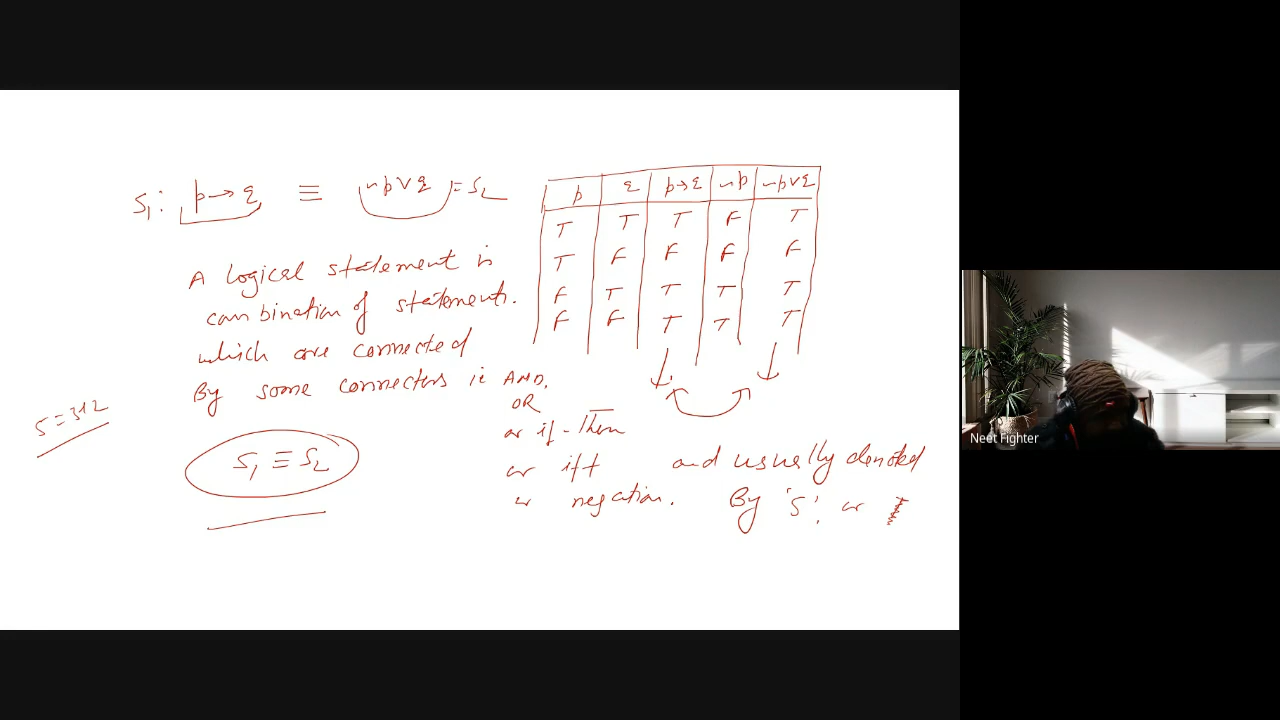 S₁: p → q ≡ ~p ∨ q = S₂
A logical statement is
combination of statements.
which are connected
By some connectors ie AND,
OR
or if-Then
or iff
or negation.
and usually denoted
By 'S'. or
S₁ ≡ S₂
p q p→q ~p ~p∨q
T T T F T
T F F F F
F T T T T
F F T T T
Neet Fighter